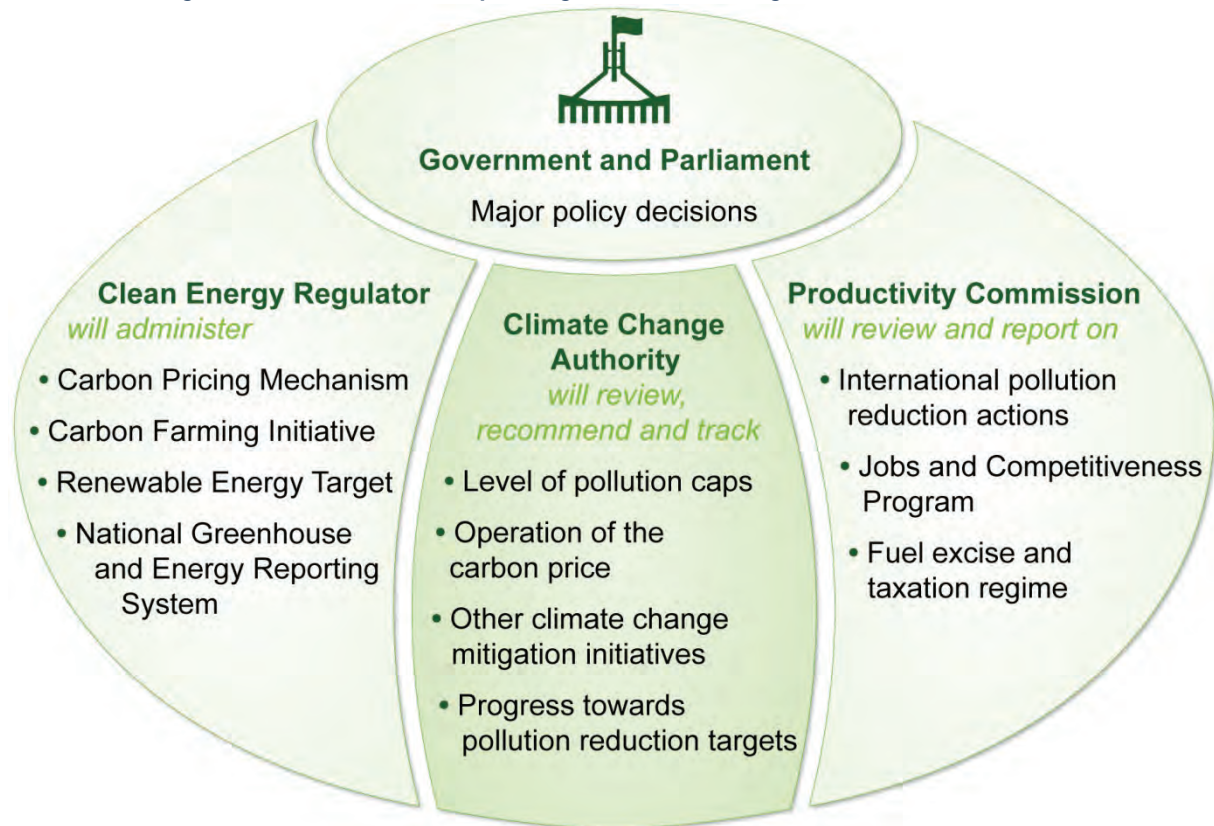 Government and Parliament
Major policy decisions
Clean Energy Regulator
will administer
• Carbon Pricing Mechanism
• Carbon Farming Initiative
• Renewable Energy Target
• National Greenhouse
and Energy Reporting
System
Climate Change
Authority
will review,
recommend and track
• Level of pollution caps
• Operation of the
carbon price
• Other climate change
mitigation initiatives
• Progress towards
pollution reduction targets
Productivity Commission
will review and report on
• International pollution
reduction actions
• Jobs and Competitiveness
Program
• Fuel excise and
taxation regime